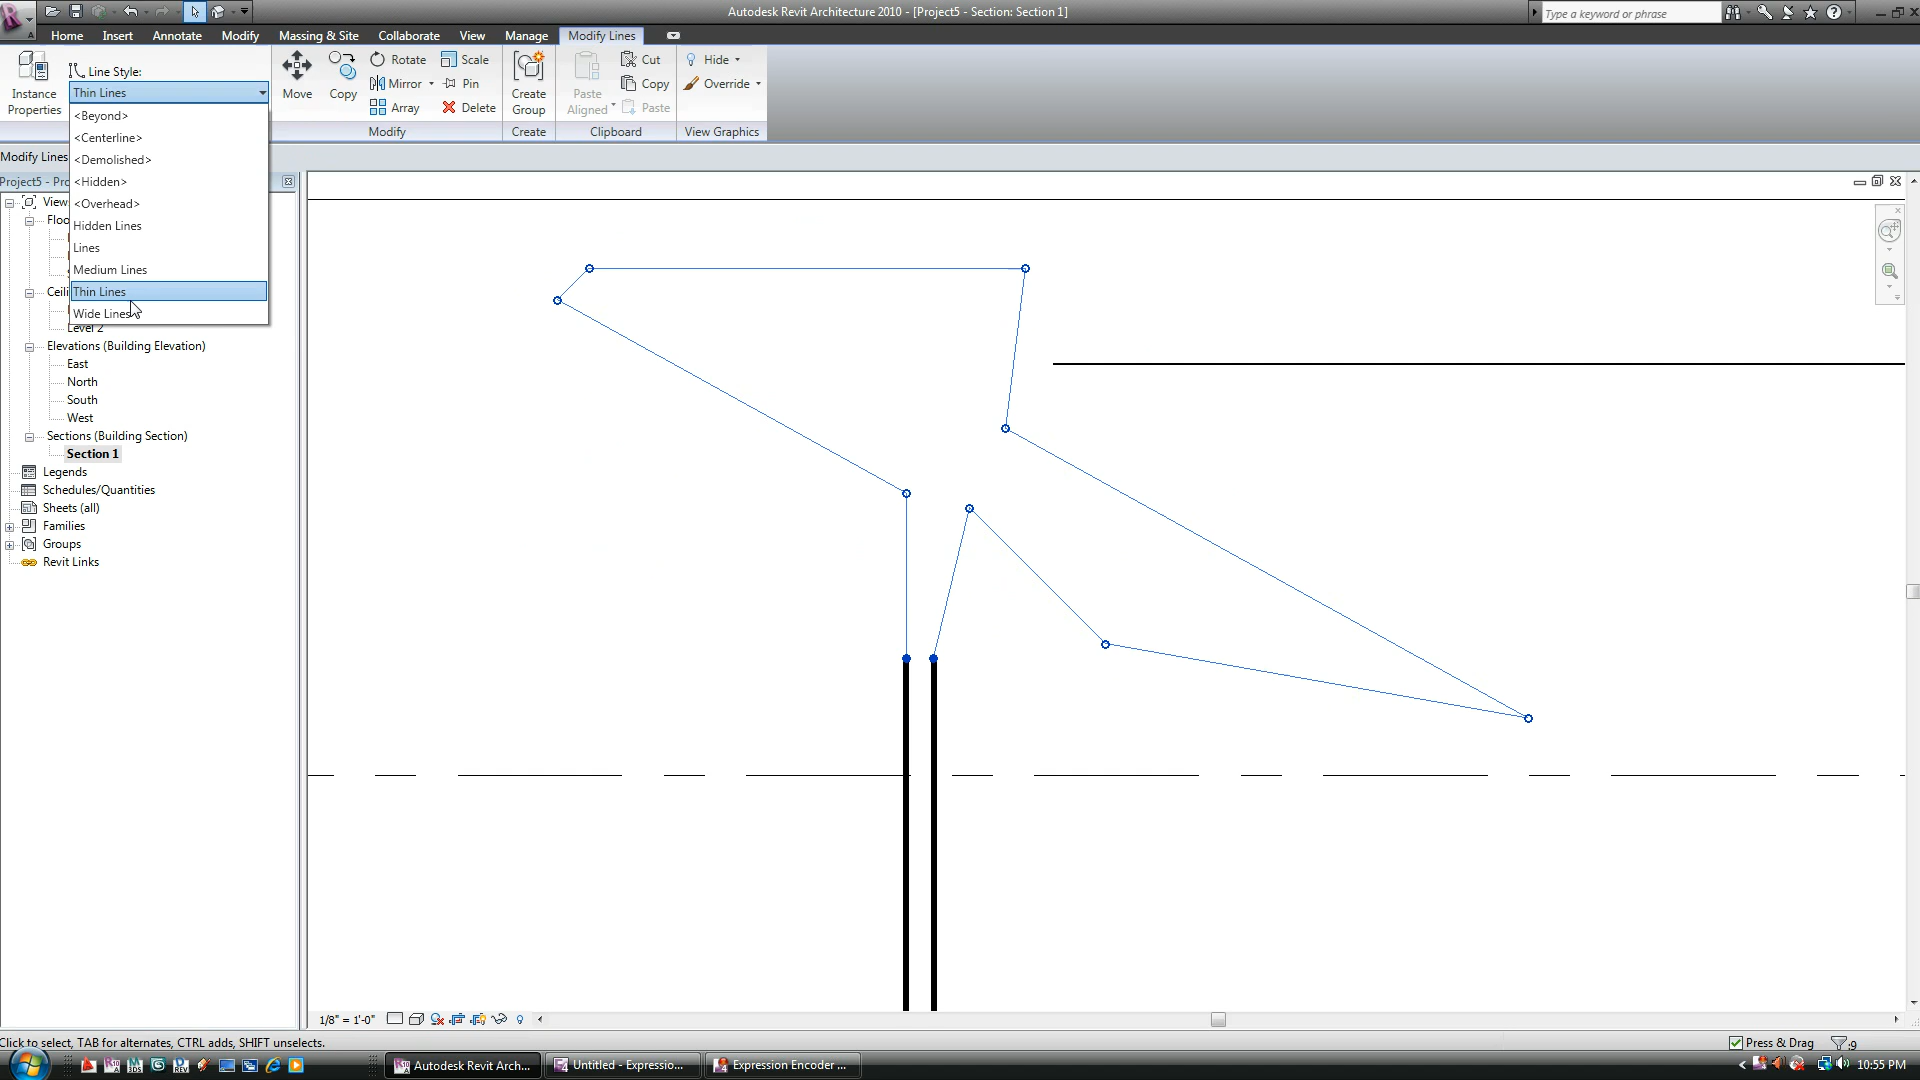 Autodesk Revit Architecture 2010 - [Project5 - Section: Section 1]
Type a keyword or phrase
Home Insert Annotate Modify Massing & Site Collaborate View Manage Modify Lines
Instance Properties
Line Style:
Thin Lines
Move
Copy
Rotate
Mirror
Array
Scale
Pin
Delete
Create Group
Paste Aligned
Cut
Copy
Paste
Hide
Override
Modify
Create
Clipboard
View Graphics
<Beyond>
<Centerline>
<Demolished>
<Hidden>
<Overhead>
Hidden Lines
Lines
Medium Lines
Thin Lines
Wide Lines
Modify Lines
Project5 - Pro
Views
Floo
Ceili
Level 2
Elevations (Building Elevation)
East
North
South
West
Sections (Building Section)
Section 1
Legends
Schedules/Quantities
Sheets (all)
Families
Groups
Revit Links
1/8" = 1'-0"
Click to select, TAB for alternates, CTRL adds, SHIFT unselects.
Press & Drag
:9
Autodesk Revit Arch...
Untitled - Expressio...
Expression Encoder ...
10:55 PM